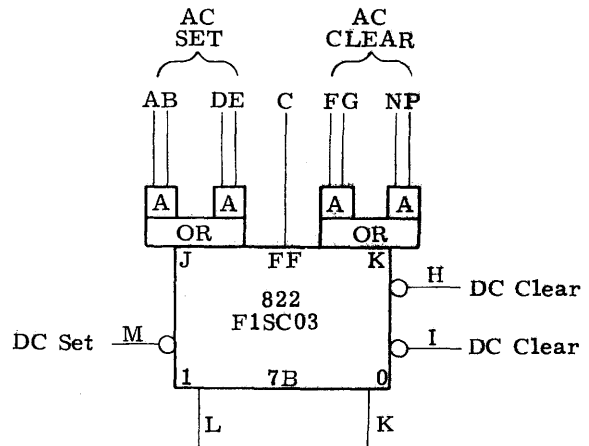 AC AC
SET CLEAR
AB DE C FG NP
A A A A
OR OR
J FF K
H
DC Clear
822
F1SC03
DC Set M
I
DC Clear
1 7B 0
L K